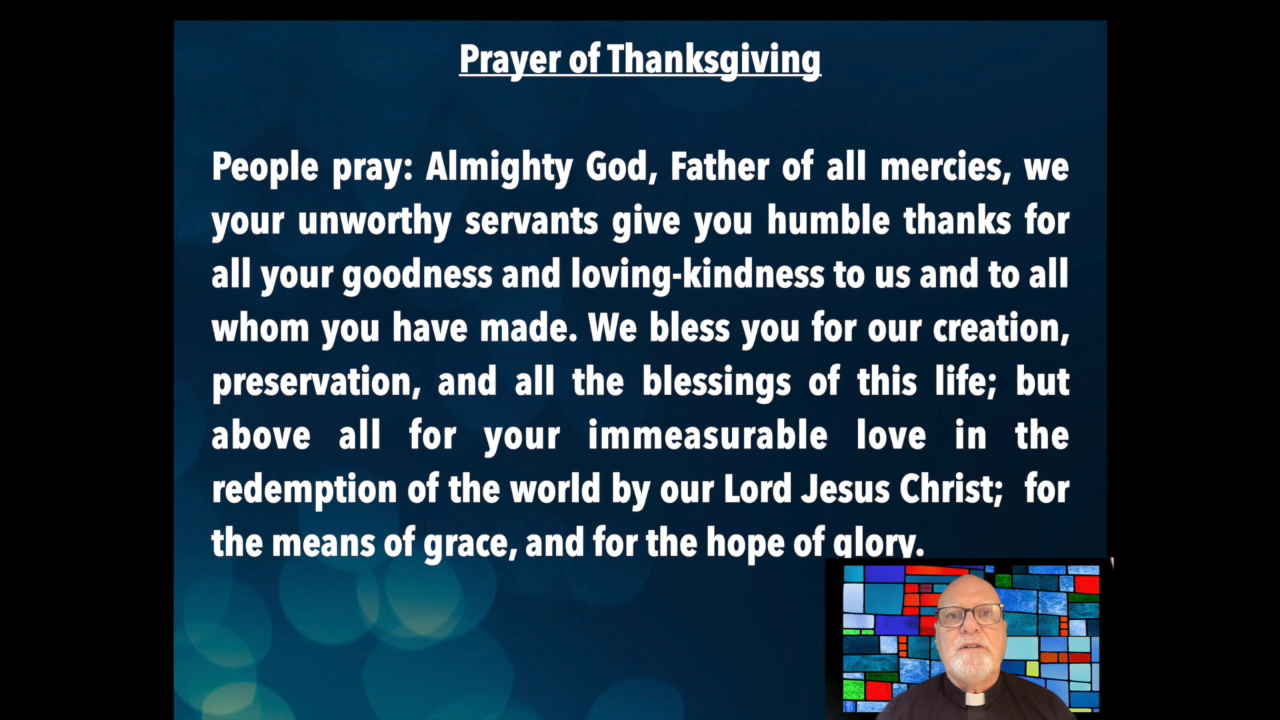 Prayer of Thanksgiving
People pray: Almighty God, Father of all mercies, we
your unworthy servants give you humble thanks for
all your goodness and loving-kindness to us and to all
whom you have made. We bless you for our creation,
preservation, and all the blessings of this life; but
above all for your immeasurable love in the
redemption of the world by our Lord Jesus Christ; for
the means of grace, and for the hope of glory.